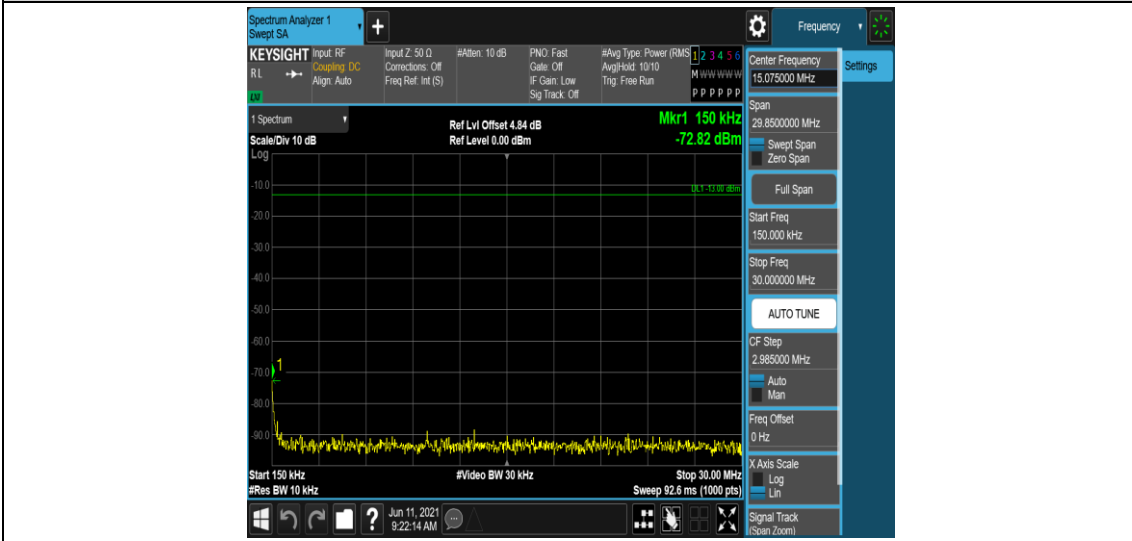 Spectrum Analyzer 1
Swept SA
+
Frequency
KEYSIGHT
RL
LW
Input: RF
Coupling: DC
Align: Auto
Input Z: 50 Ω
Corrections: Off
Freq Ref: Int (S)
#Atten: 10 dB
PNO: Fast
Gate: Off
IF Gain: Low
Sig Track: Off
#Avg Type: Power (RMS
Avg|Hold: 10/10
Trig: Free Run
1 2 3 4 5 6
M W W W W W
P P P P P P
1 Spectrum
Scale/Div 10 dB
Log
Ref Lvl Offset 4.84 dB
Ref Level 0.00 dBm
Mkr1 150 kHz
-72.82 dBm
DL1 -13.00 dBm
-10.0
-20.0
-30.0
-40.0
-50.0
-60.0
-70.0
-80.0
-90.0
1
Start 150 kHz
#Res BW 10 kHz
#Video BW 30 kHz
Stop 30.00 MHz
Sweep 92.6 ms (1000 pts)
?
Jun 11, 2021
9:22:14 AM
Center Frequency
15.075000 MHz
Settings
Span
29.8500000 MHz
Swept Span
Zero Span
Full Span
Start Freq
150.000 kHz
Stop Freq
30.000000 MHz
AUTO TUNE
CF Step
2.985000 MHz
Auto
Man
Freq Offset
0 Hz
X Axis Scale
Log
Lin
Signal Track
(Span Zoom)